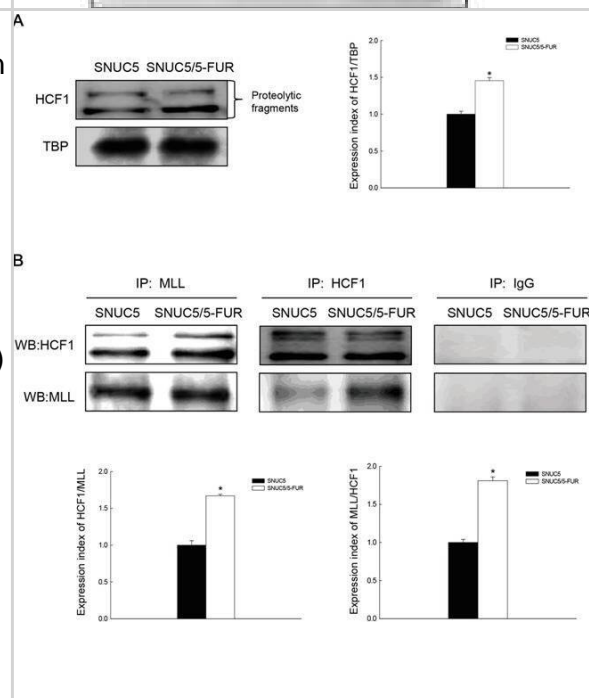 A
n
SNUC5 SNUC5/5-FUR
HCF1
Proteolytic
fragments
TBP
Expression index of HCF1/TBP
2.0
1.5
1.0
0.5
0.0
*
SNUC5
SNUC5/5-FUR
B
IP: MLL
IP: HCF1
IP: IgG
SNUC5 SNUC5/5-FUR
SNUC5 SNUC5/5-FUR
SNUC5 SNUC5/5-FUR
)
WB:HCF1
WB:MLL
Expression index of HCF1/MLL
2.0
1.5
1.0
0.5
0.0
*
SNUC5
SNUC5/5-FUR
Expression index of MLL/HCF1
2.0
1.5
1.0
0.5
0.0
*
SNUC5
SNUC5/5-FUR